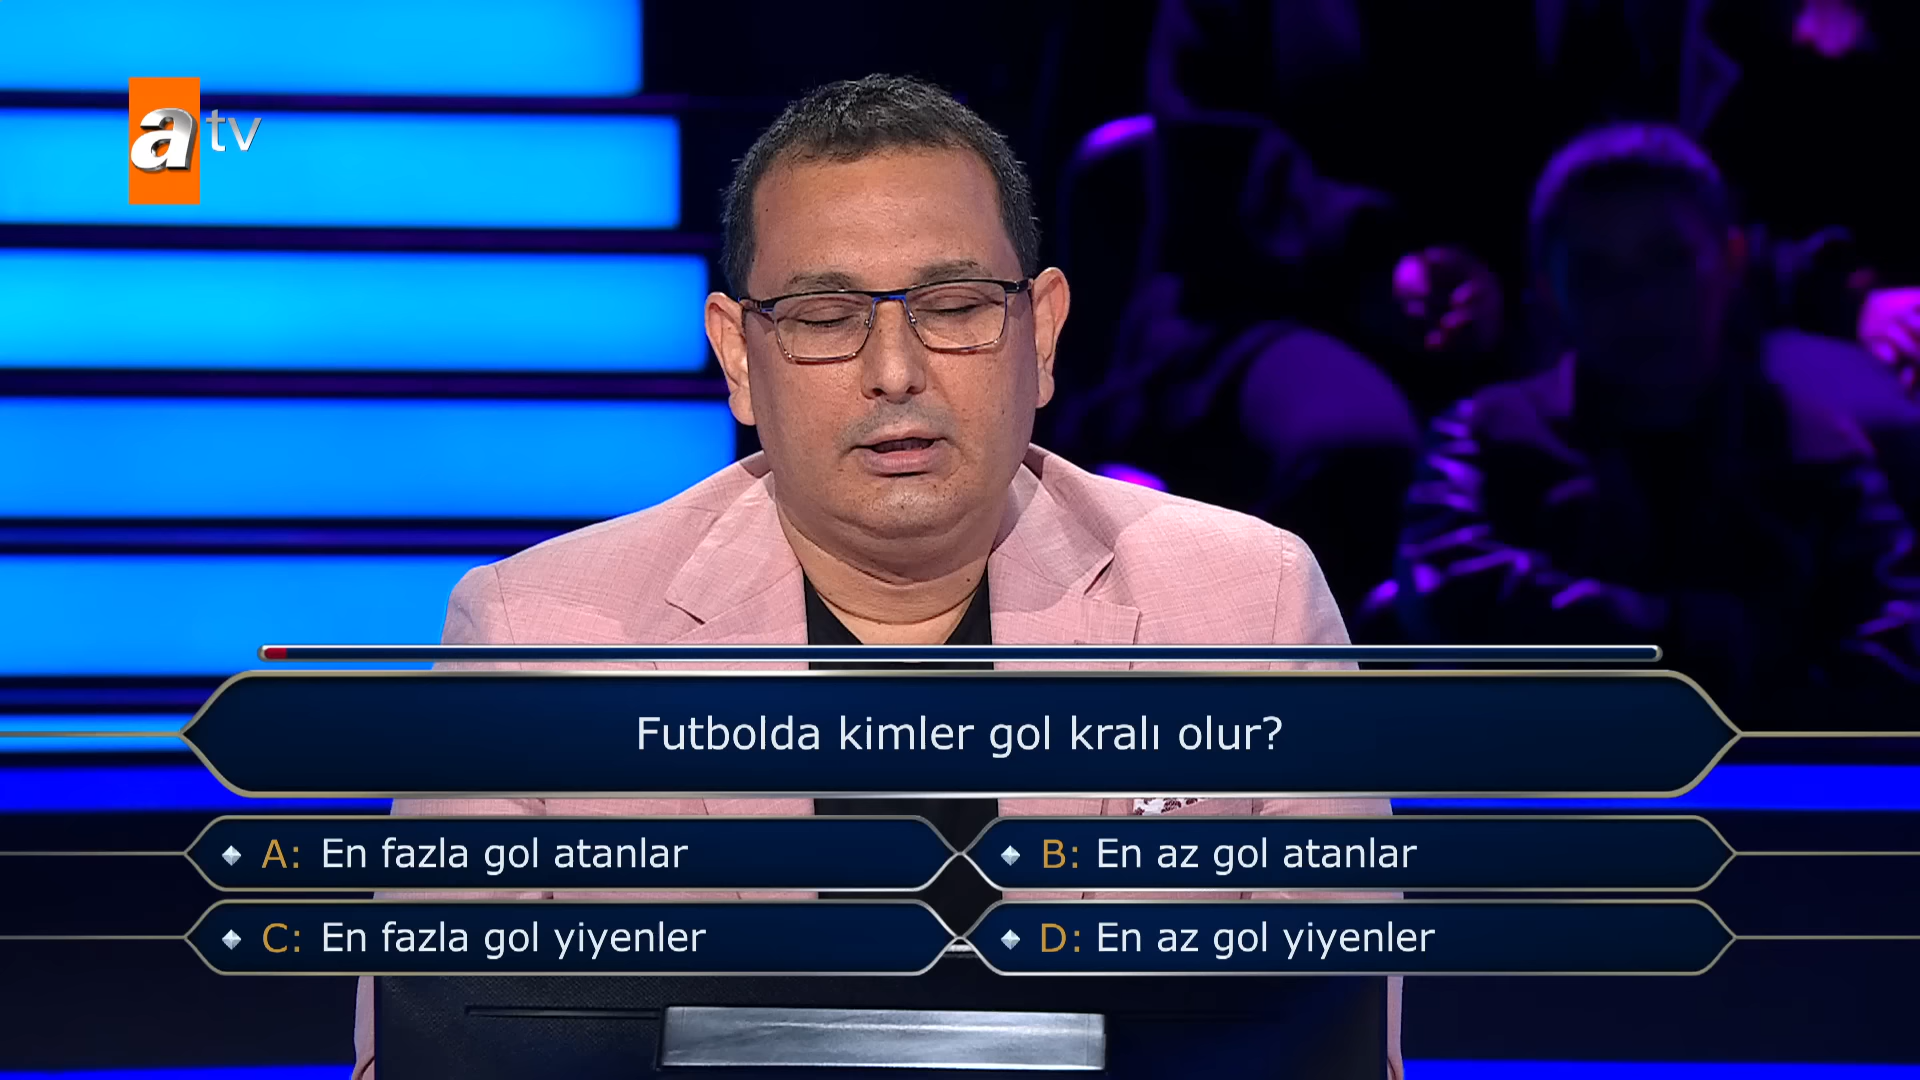 atv
Futbolda kimler gol kralı olur?
A: En fazla gol atanlar
B: En az gol atanlar
C: En fazla gol yiyenler
D: En az gol yiyenler